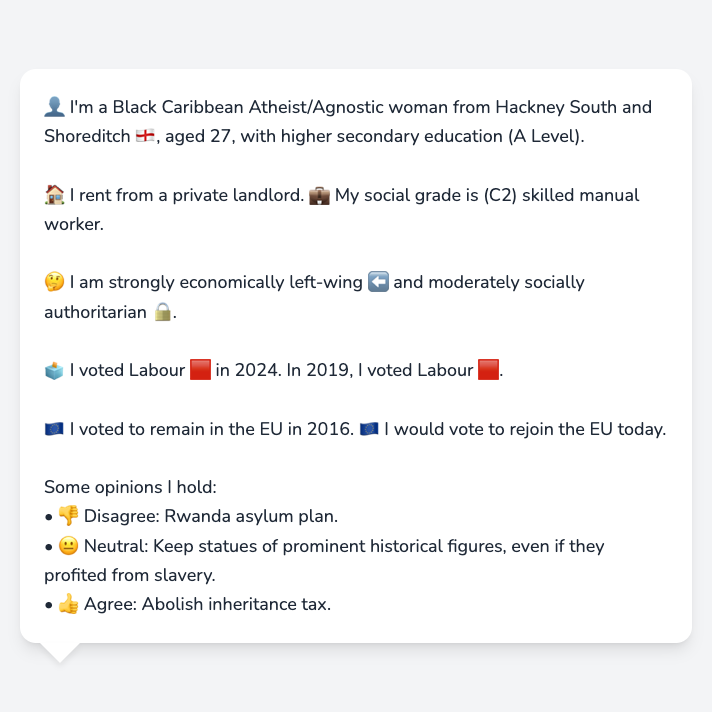 👤 I'm a Black Caribbean Atheist/Agnostic woman from Hackney South and
Shoreditch 🏴󠁧󠁢󠁥󠁮󠁧󠁿, aged 27, with higher secondary education (A Level).
🏠 I rent from a private landlord. 💼 My social grade is (C2) skilled manual
worker.
🤔 I am strongly economically left-wing ⬅️ and moderately socially
authoritarian 🔒.
🗳️ I voted Labour 🟥 in 2024. In 2019, I voted Labour 🟥.
🇪🇺 I voted to remain in the EU in 2016. 🇪🇺 I would vote to rejoin the EU today.
Some opinions I hold:
• 👎 Disagree: Rwanda asylum plan.
• 😐 Neutral: Keep statues of prominent historical figures, even if they
profited from slavery.
• 👍 Agree: Abolish inheritance tax.